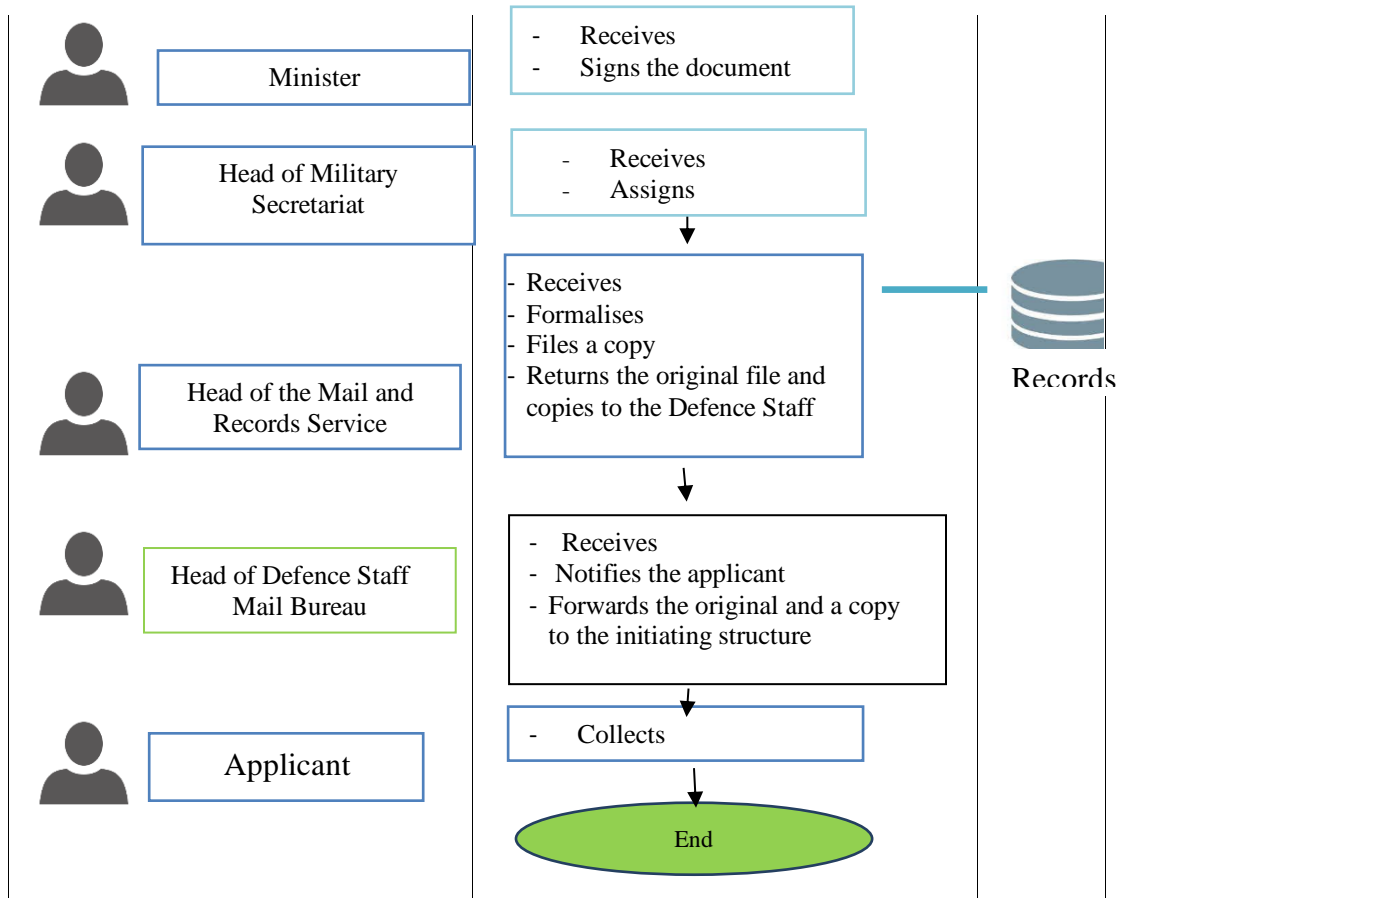 Minister
- Receives
- Signs the document
Head of Military
Secretariat
- Receives
- Assigns
Head of the Mail and
Records Service
- Receives
- Formalises
- Files a copy
- Returns the original file and
copies to the Defence Staff
Records
Head of Defence Staff
Mail Bureau
- Receives
- Notifies the applicant
- Forwards the original and a copy
to the initiating structure
Applicant
- Collects
End